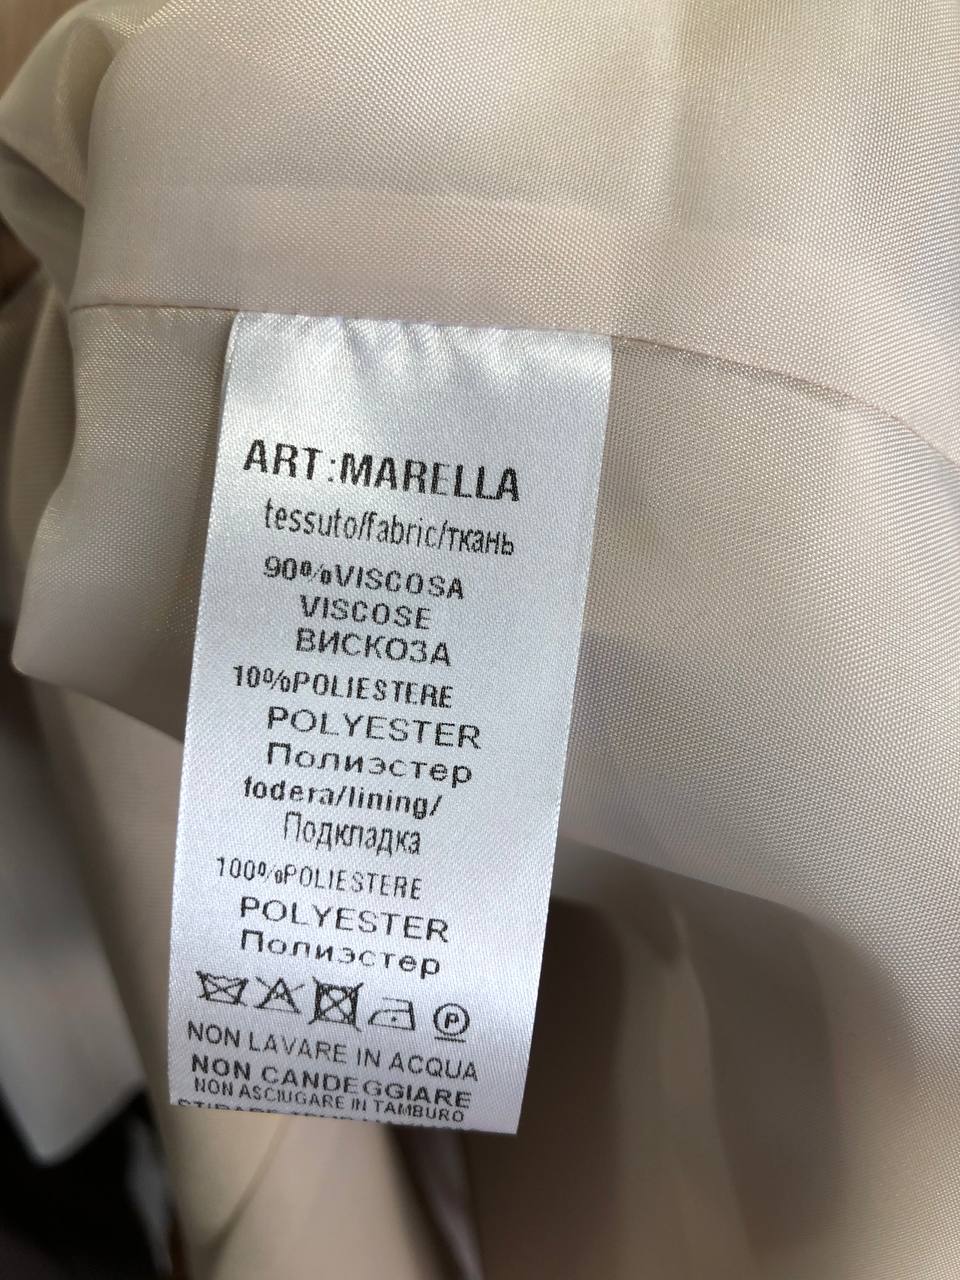 ART:MARELLA
tessuto/fabric/ткань
90%VISCOSA
VISCOSE
ВИСКОЗА
10%POLIESTERE
POLYESTER
Полиэстер
fodera/lining/
Подкладка
100%POLIESTERE
POLYESTER
Полиэстер
P
NON LAVARE IN ACQUA
NON CANDEGGIARE
NON ASCIUGARE IN TAMBURO